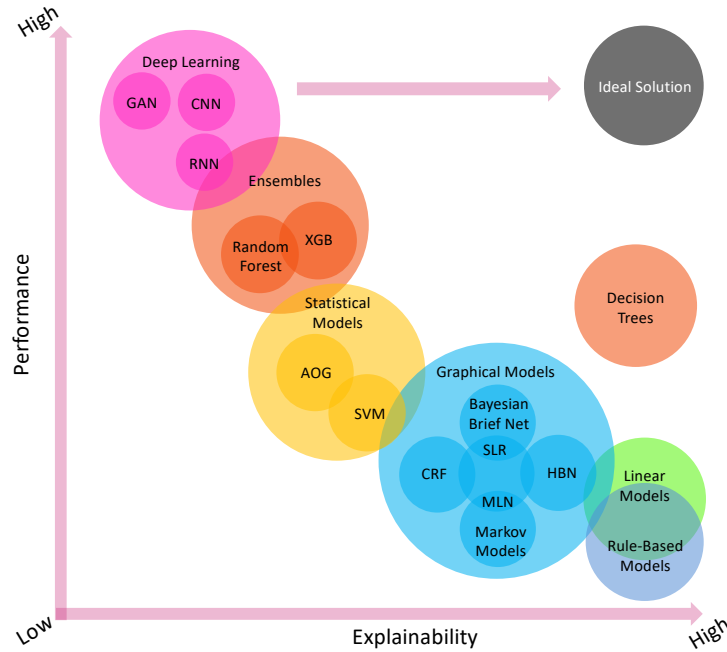 High
Deep Learning
GAN
CNN
RNN
Ideal Solution
Ensembles
Random
Forest
XGB
Performance
Decision
Trees
Statistical
Models
AOG
SVM
Graphical Models
Bayesian
Brief Net
SLR
CRF
HBN
MLN
Markov
Models
Linear
Models
Rule-Based
Models
Low
Explainability
High